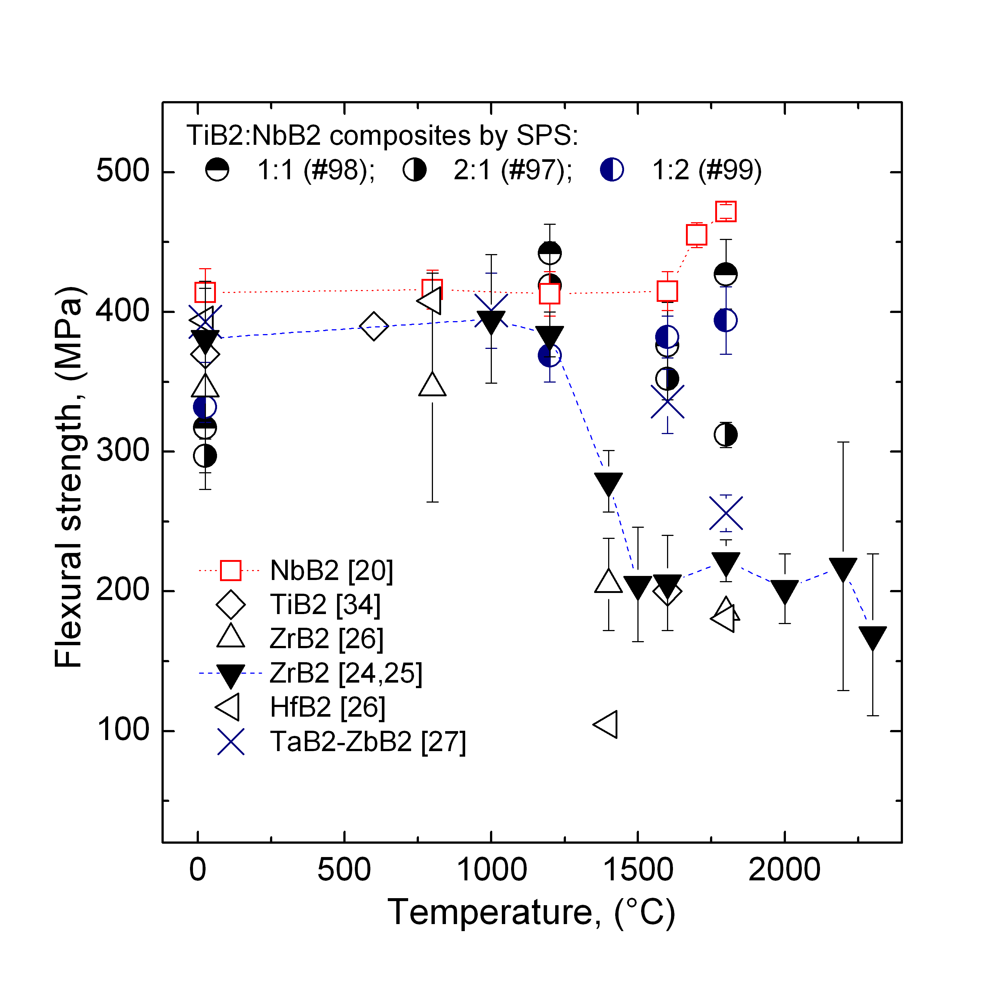 TiB2:NbB2 composites by SPS:
1:1 (#98); 2:1 (#97); 1:2 (#99)
500
400
300
200
100
Flexural strength, (MPa)
NbB2 [20]
TiB2 [34]
ZrB2 [26]
ZrB2 [24,25]
HfB2 [26]
TaB2-ZbB2 [27]
0 500 1000 1500 2000
Temperature, (°C)